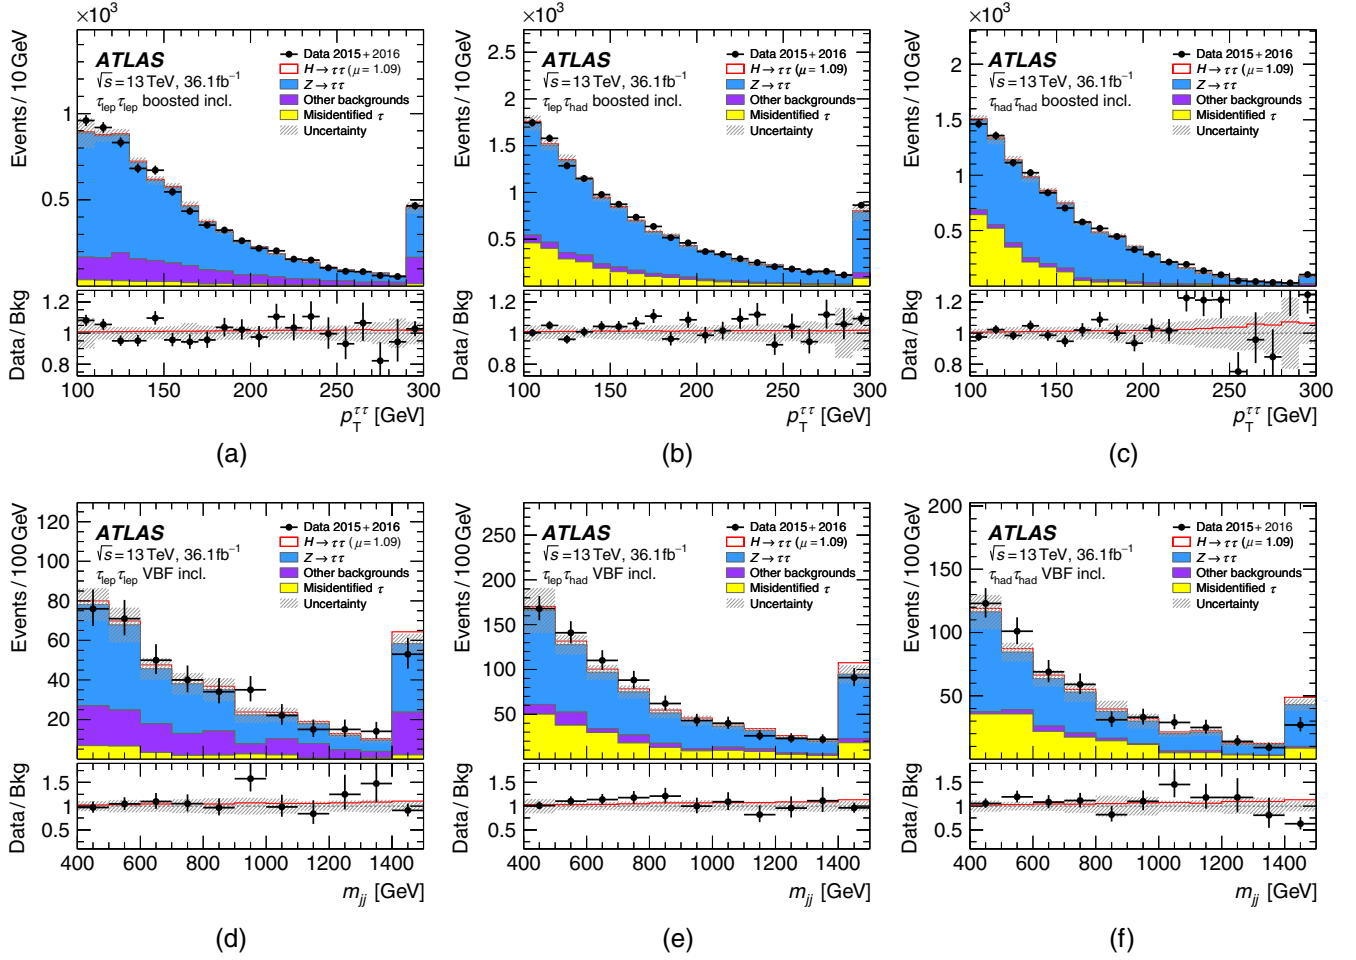 ×10³
Events / 10 GeV
1
0.5
ATLAS
√s = 13 TeV, 36.1 fb⁻¹
τlepτlep boosted incl.
Data 2015 + 2016
H → ττ (μ = 1.09)
Z → ττ
Other backgrounds
Misidentified τ
Uncertainty
Data / Bkg
1.2
1
0.8
100 150 200 250 300
p_T^ττ [GeV]
(a)
×10³
Events / 10 GeV
2.5
2
1.5
1
0.5
0
ATLAS
√s = 13 TeV, 36.1 fb⁻¹
τlepτhad boosted incl.
Data 2015 + 2016
H → ττ (μ = 1.09)
Z → ττ
Other backgrounds
Misidentified τ
Uncertainty
Data / Bkg
1.2
1
0.8
100 150 200 250 300
p_T^ττ [GeV]
(b)
×10³
Events / 10 GeV
2
1.5
1
0.5
0
ATLAS
√s = 13 TeV, 36.1 fb⁻¹
τhadτhad boosted incl.
Data 2015 + 2016
H → ττ (μ = 1.09)
Z → ττ
Other backgrounds
Misidentified τ
Uncertainty
Data / Bkg
1.2
1
0.8
100 150 200 250 300
p_T^ττ [GeV]
(c)
Events / 100 GeV
120
100
80
60
40
20
ATLAS
√s = 13 TeV, 36.1 fb⁻¹
τlepτlep VBF incl.
Data 2015 + 2016
H → ττ (μ = 1.09)
Z → ττ
Other backgrounds
Misidentified τ
Uncertainty
Data / Bkg
1.5
1
0.5
400 600 800 1000 1200 1400
m_jj [GeV]
(d)
Events / 100 GeV
250
200
150
100
50
ATLAS
√s = 13 TeV, 36.1 fb⁻¹
τlepτhad VBF incl.
Data 2015 + 2016
H → ττ (μ = 1.09)
Z → ττ
Other backgrounds
Misidentified τ
Uncertainty
Data / Bkg
1.5
1
0.5
400 600 800 1000 1200 1400
m_jj [GeV]
(e)
Events / 100 GeV
200
150
100
50
ATLAS
√s = 13 TeV, 36.1 fb⁻¹
τhadτhad VBF incl.
Data 2015 + 2016
H → ττ (μ = 1.09)
Z → ττ
Other backgrounds
Misidentified τ
Uncertainty
Data / Bkg
1.5
1
0.5
400 600 800 1000 1200 1400
m_jj [GeV]
(f)